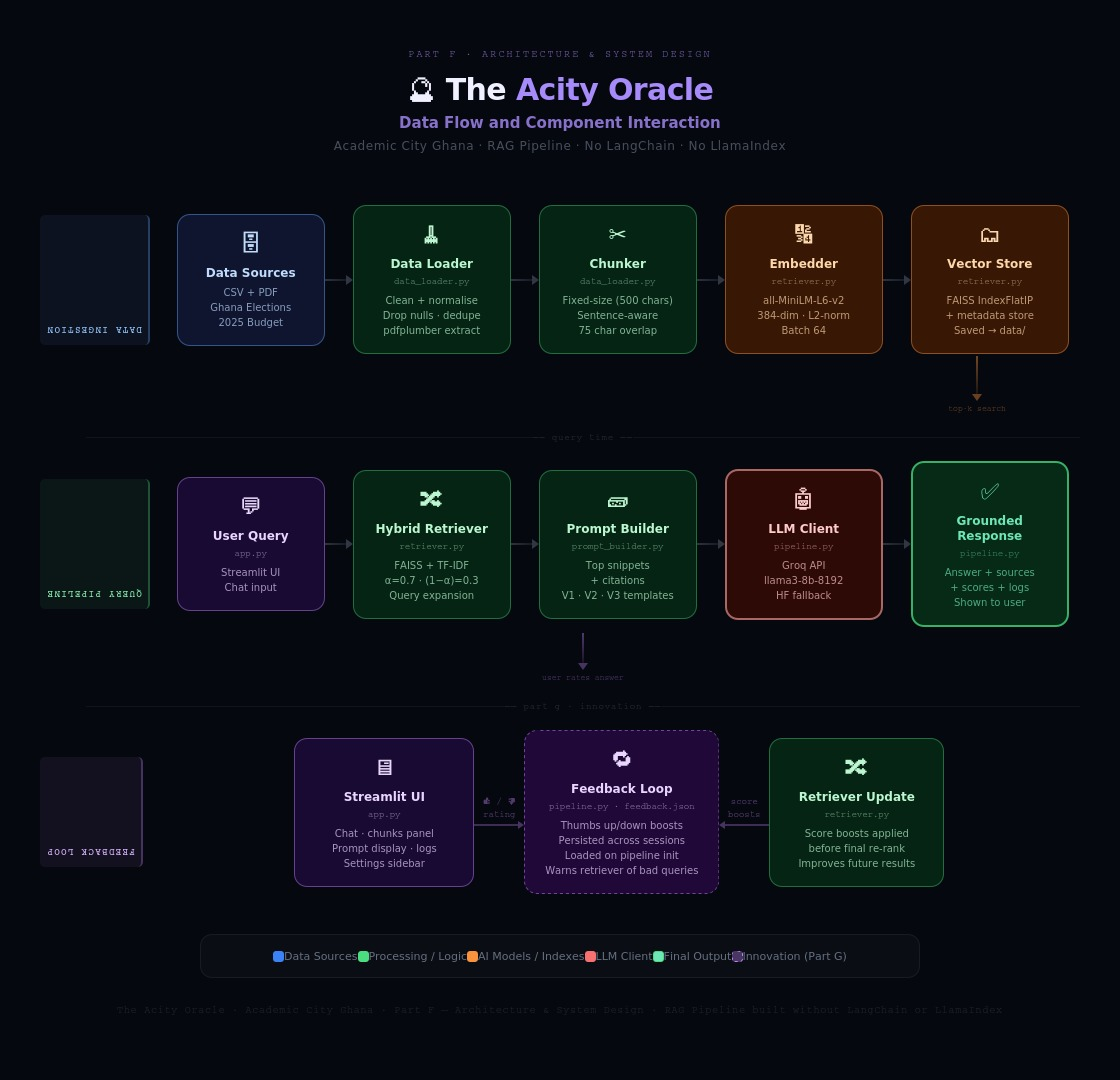 PART F · ARCHITECTURE & SYSTEM DESIGN
The Acity Oracle
Data Flow and Component Interaction
Academic City Ghana · RAG Pipeline · No LangChain · No LlamaIndex
DATA INGESTION
Data Sources
CSV + PDF
Ghana Elections
2025 Budget
Data Loader
data_loader.py
Clean + normalise
Drop nulls · dedupe
pdfplumber extract
Chunker
data_loader.py
Fixed-size (500 chars)
Sentence-aware
75 char overlap
Embedder
retriever.py
all-MiniLM-L6-v2
384-dim · L2-norm
Batch 64
Vector Store
retriever.py
FAISS IndexFlatIP
+ metadata store
Saved → data/
top-k search
— query time —
QUERY PIPELINE
User Query
app.py
Streamlit UI
Chat input
Hybrid Retriever
retriever.py
FAISS + TF-IDF
α=0.7 · (1−α)=0.3
Query expansion
Prompt Builder
prompt_builder.py
Top snippets
+ citations
V1 · V2 · V3 templates
LLM Client
pipeline.py
Groq API
llama3-8b-8192
HF fallback
Grounded
Response
pipeline.py
Answer + sources
+ scores + logs
Shown to user
user rates answer
— part g · innovation —
FEEDBACK LOOP
Streamlit UI
app.py
Chat · chunks panel
Prompt display · logs
Settings sidebar
👍 / 👎
rating
Feedback Loop
pipeline.py · feedback.json
Thumbs up/down boosts
Persisted across sessions
Loaded on pipeline init
Warns retriever of bad queries
score
boosts
Retriever Update
retriever.py
Score boosts applied
before final re-rank
Improves future results
Data Sources Processing / Logic AI Models / Indexes LLM Client Final Output Innovation (Part G)
The Acity Oracle · Academic City Ghana · Part F — Architecture & System Design · RAG Pipeline built without LangChain or LlamaIndex